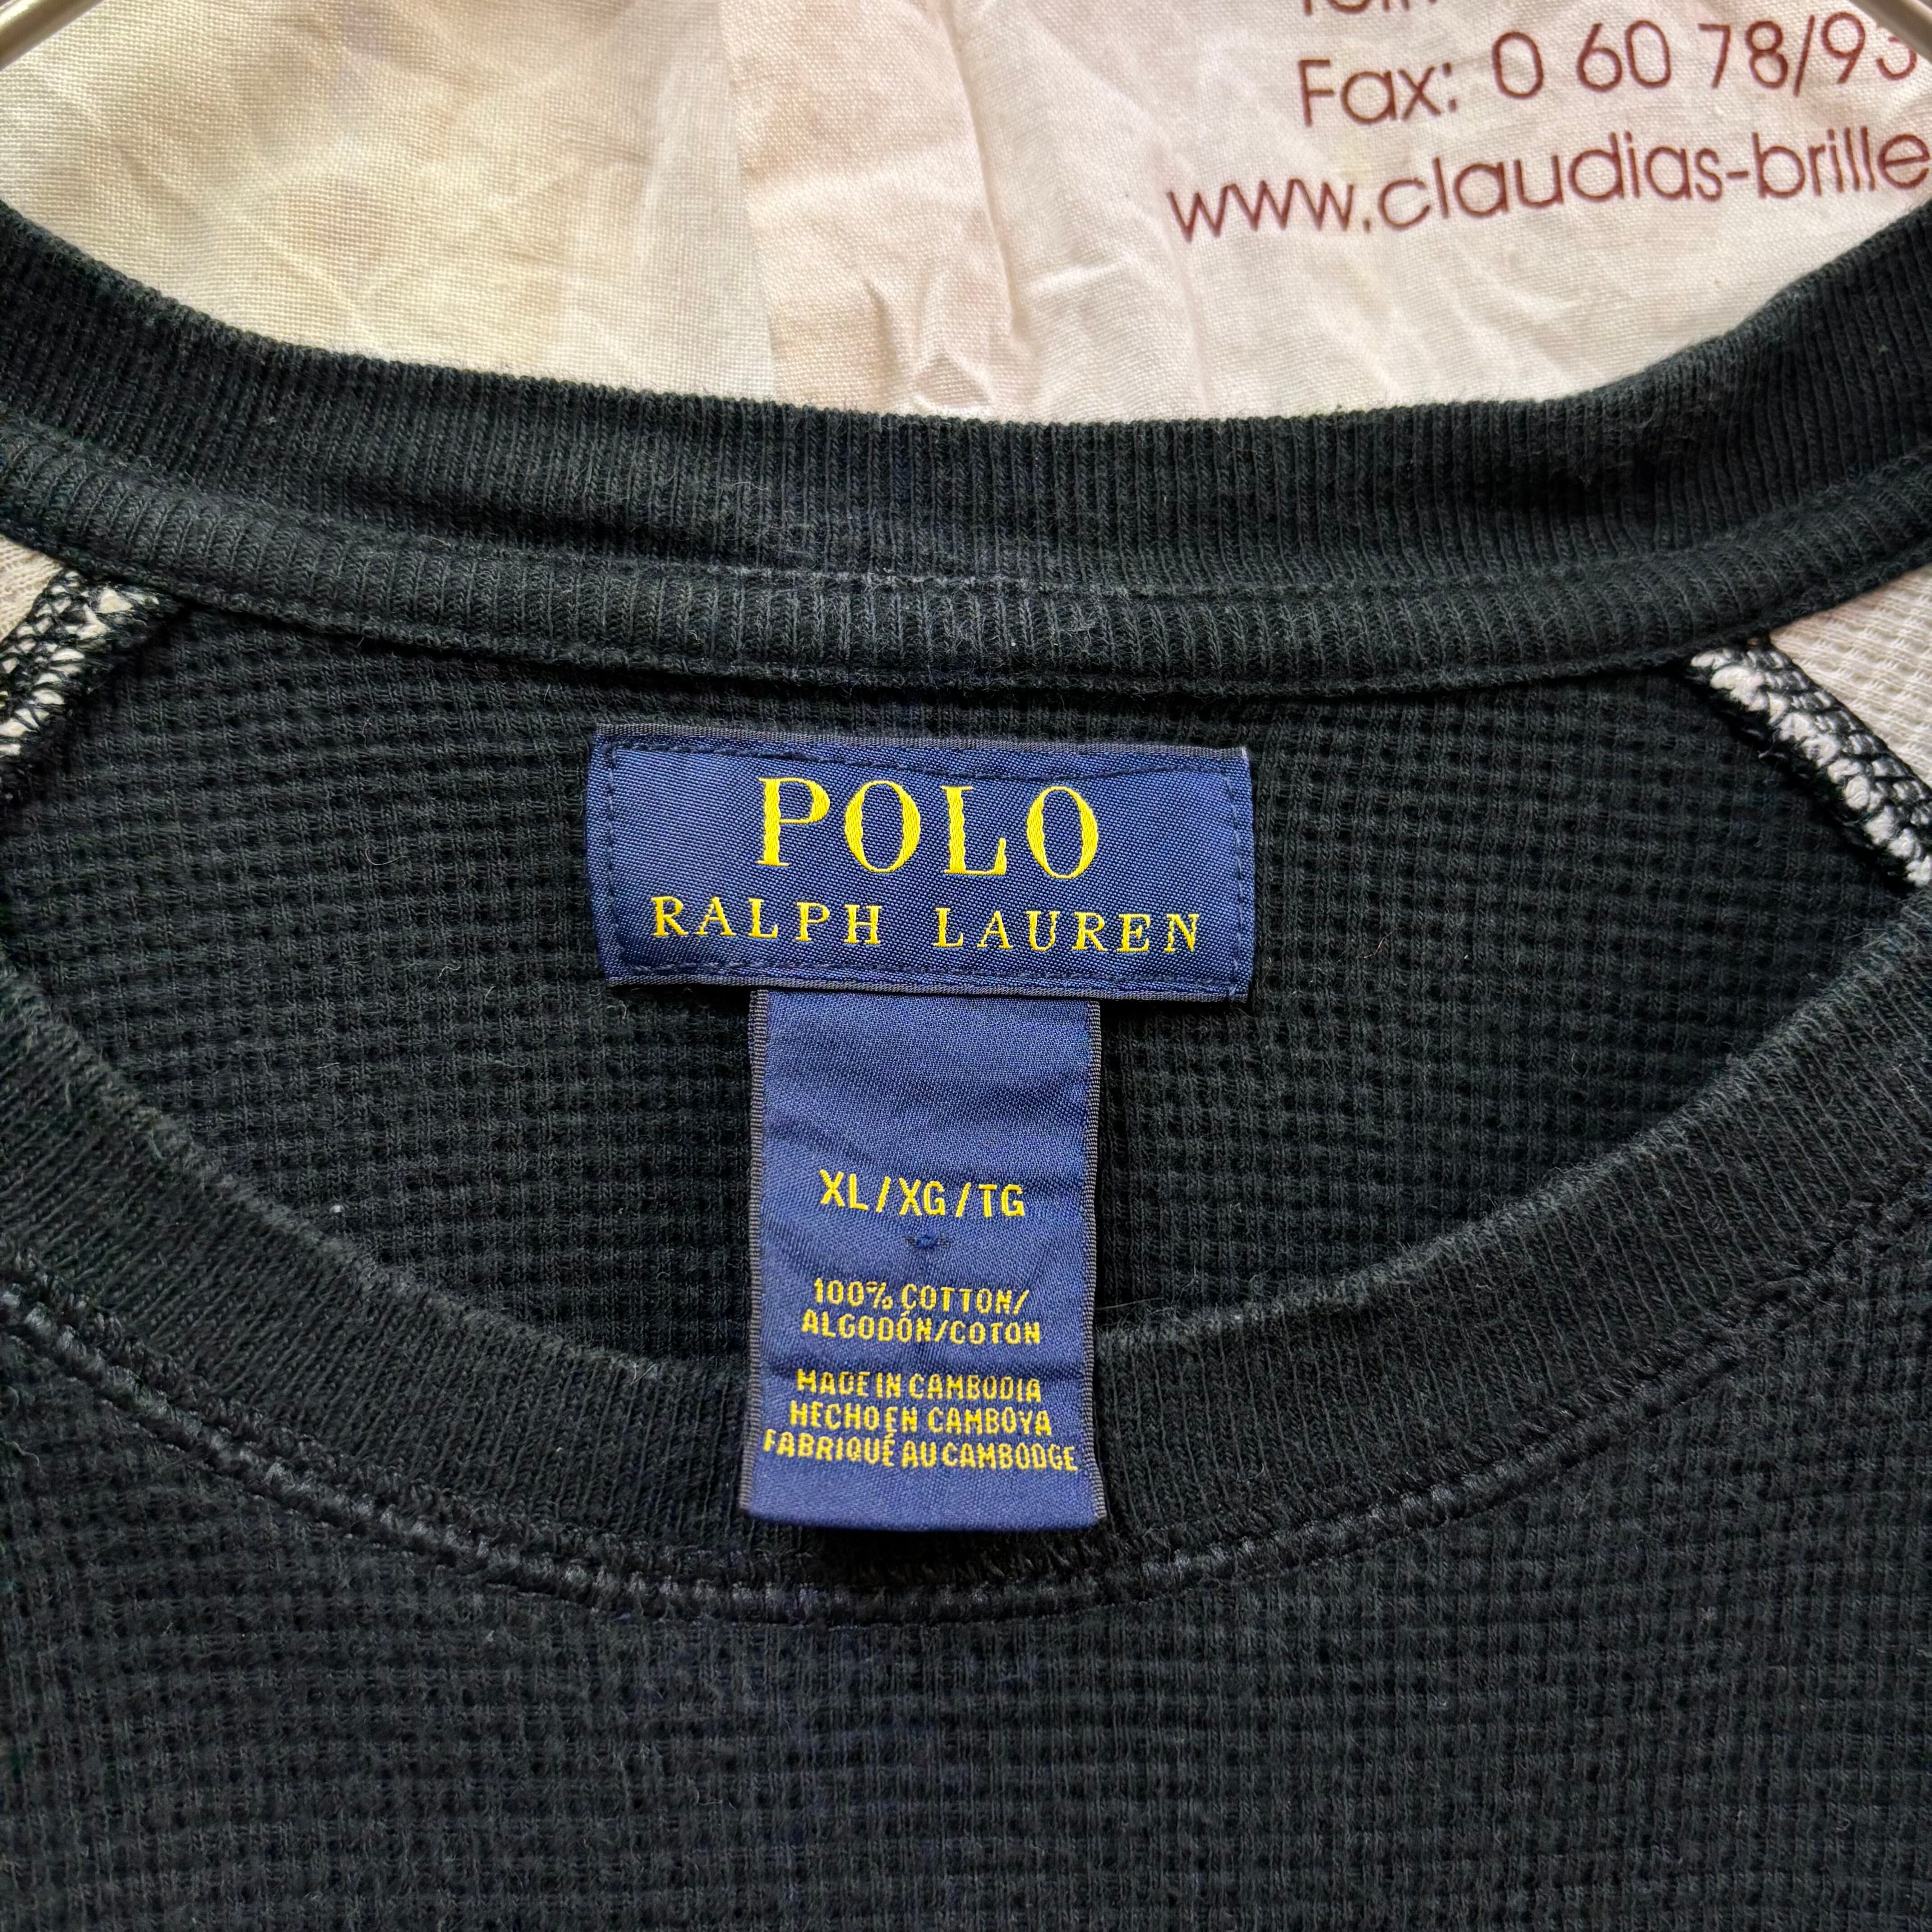 Fax: 0 60 78/93
www.claudias-brille
POLO
RALPH LAUREN
XL/XG/TG
100% COTTON/
ALGODÓN/COTON
MADE IN CAMBODIA
HECHO EN CAMBOYA
FABRIQUÉ AU CAMBODGE